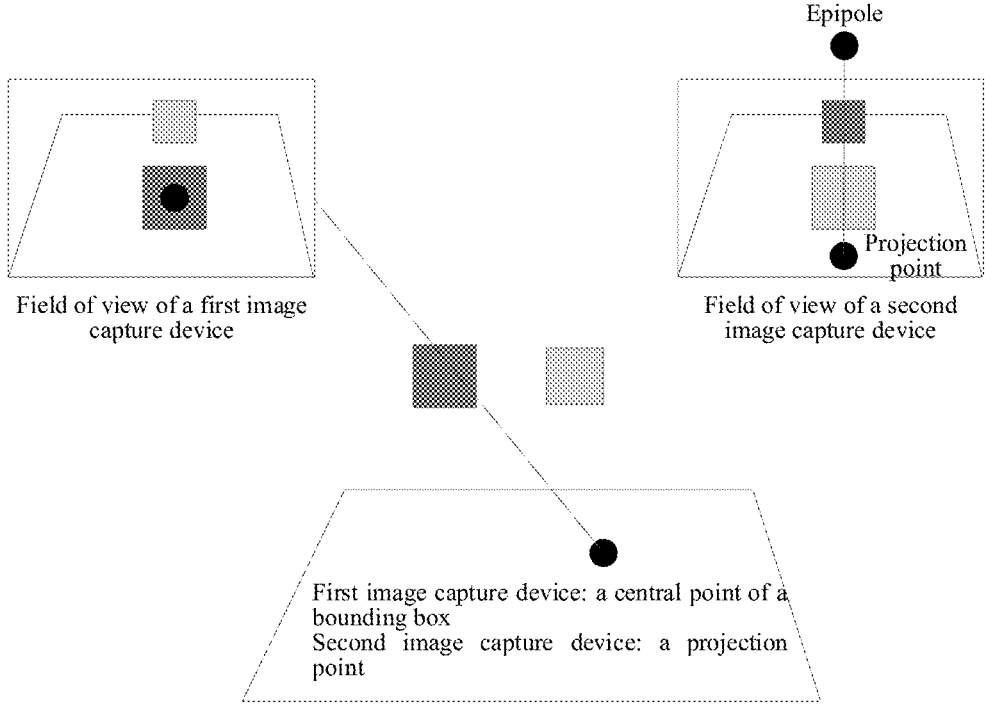 Epipole
Projection
point
Field of view of a first image
capture device
Field of view of a second
image capture device
First image capture device: a central point of a
bounding box
Second image capture device: a projection
point